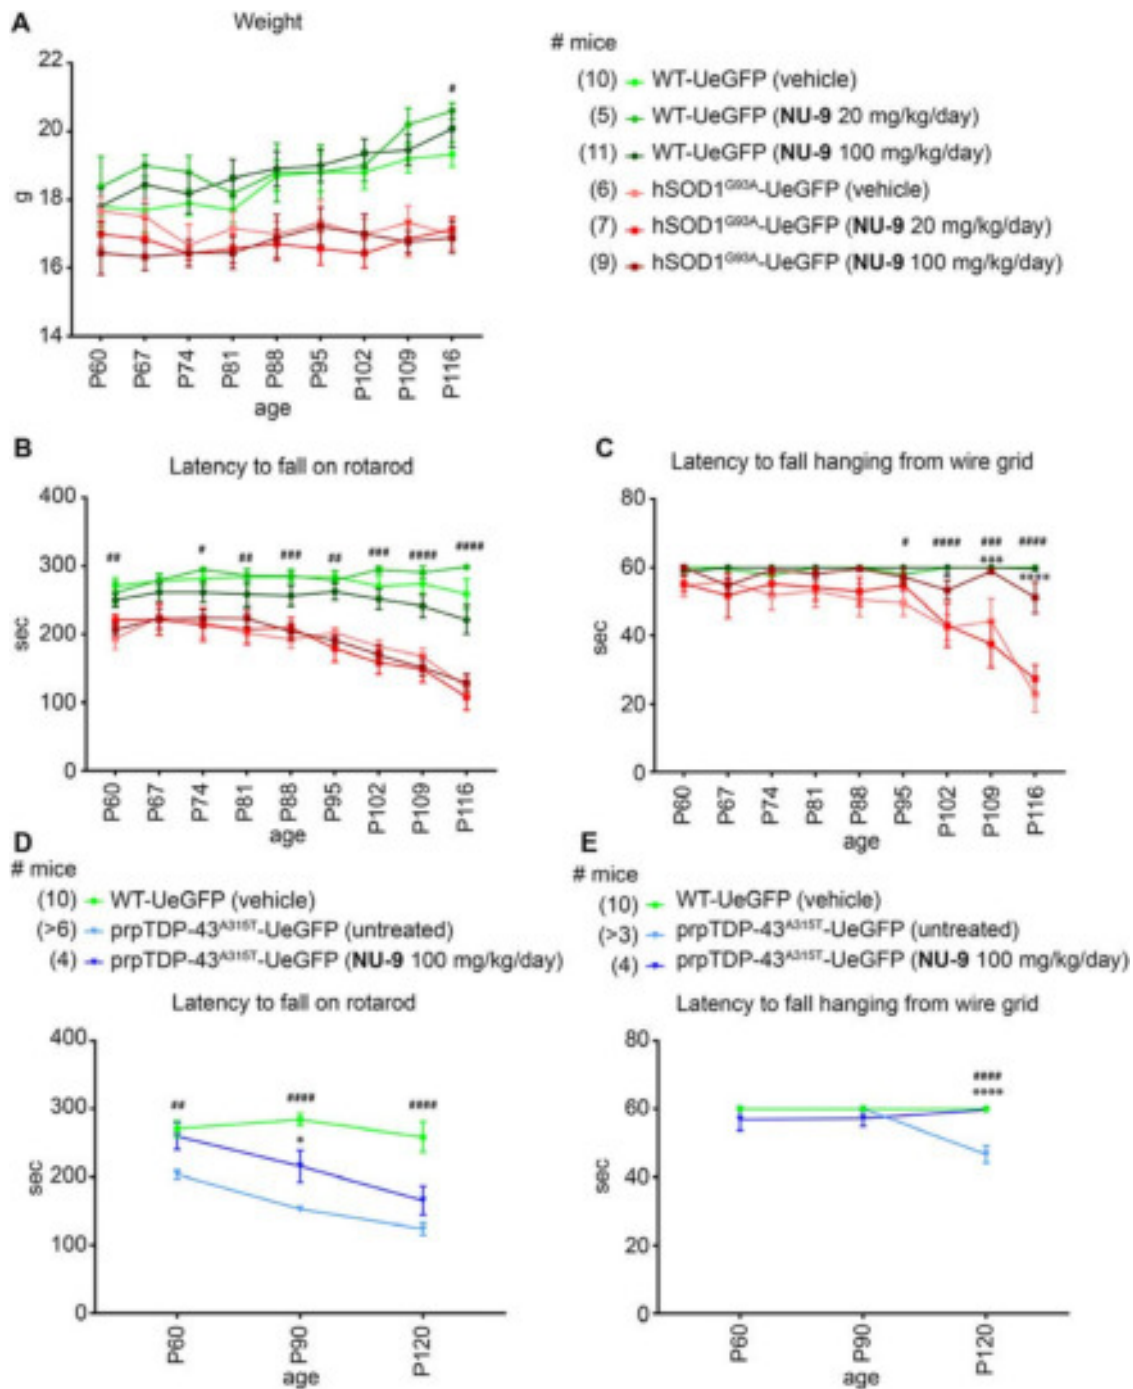 A
Weight
22
20
18
16
14
g
P60 P67 P74 P81 P88 P95 P102 P109 P116
age
#
# mice
(10) WT-UeGFP (vehicle)
(5) WT-UeGFP (NU-9 20 mg/kg/day)
(11) WT-UeGFP (NU-9 100 mg/kg/day)
(6) hSOD1ᴳ⁹³ᴬ-UeGFP (vehicle)
(7) hSOD1ᴳ⁹³ᴬ-UeGFP (NU-9 20 mg/kg/day)
(9) hSOD1ᴳ⁹³ᴬ-UeGFP (NU-9 100 mg/kg/day)
B
Latency to fall on rotarod
400
300
200
100
0
sec
## # ## ### ## ### #### ####
P60 P67 P74 P81 P88 P95 P102 P109 P116
age
C
Latency to fall hanging from wire grid
80
60
40
20
0
sec
# #### ### ####
*** ****
P60 P67 P74 P81 P88 P95 P102 P109 P116
age
D
# mice
(10) WT-UeGFP (vehicle)
(>6) prpTDP-43ᴬ³¹⁵ᵀ-UeGFP (untreated)
(4) prpTDP-43ᴬ³¹⁵ᵀ-UeGFP (NU-9 100 mg/kg/day)
Latency to fall on rotarod
400
300
200
100
0
sec
## #### ####
*
P60 P90 P120
age
E
# mice
(10) WT-UeGFP (vehicle)
(>3) prpTDP-43ᴬ³¹⁵ᵀ-UeGFP (untreated)
(4) prpTDP-43ᴬ³¹⁵ᵀ-UeGFP (NU-9 100 mg/kg/day)
Latency to fall hanging from wire grid
80
60
40
20
0
sec
####
****
P60 P90 P120
age